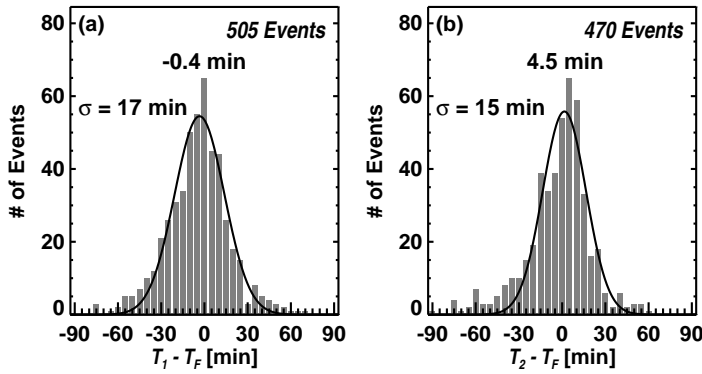 (a) 505 Events
-0.4 min
σ = 17 min
# of Events
80
60
40
20
0
-90 -60 -30 0 30 60 90
T1 - TF [min]
(b) 470 Events
4.5 min
σ = 15 min
# of Events
80
60
40
20
0
-90 -60 -30 0 30 60 90
T2 - TF [min]